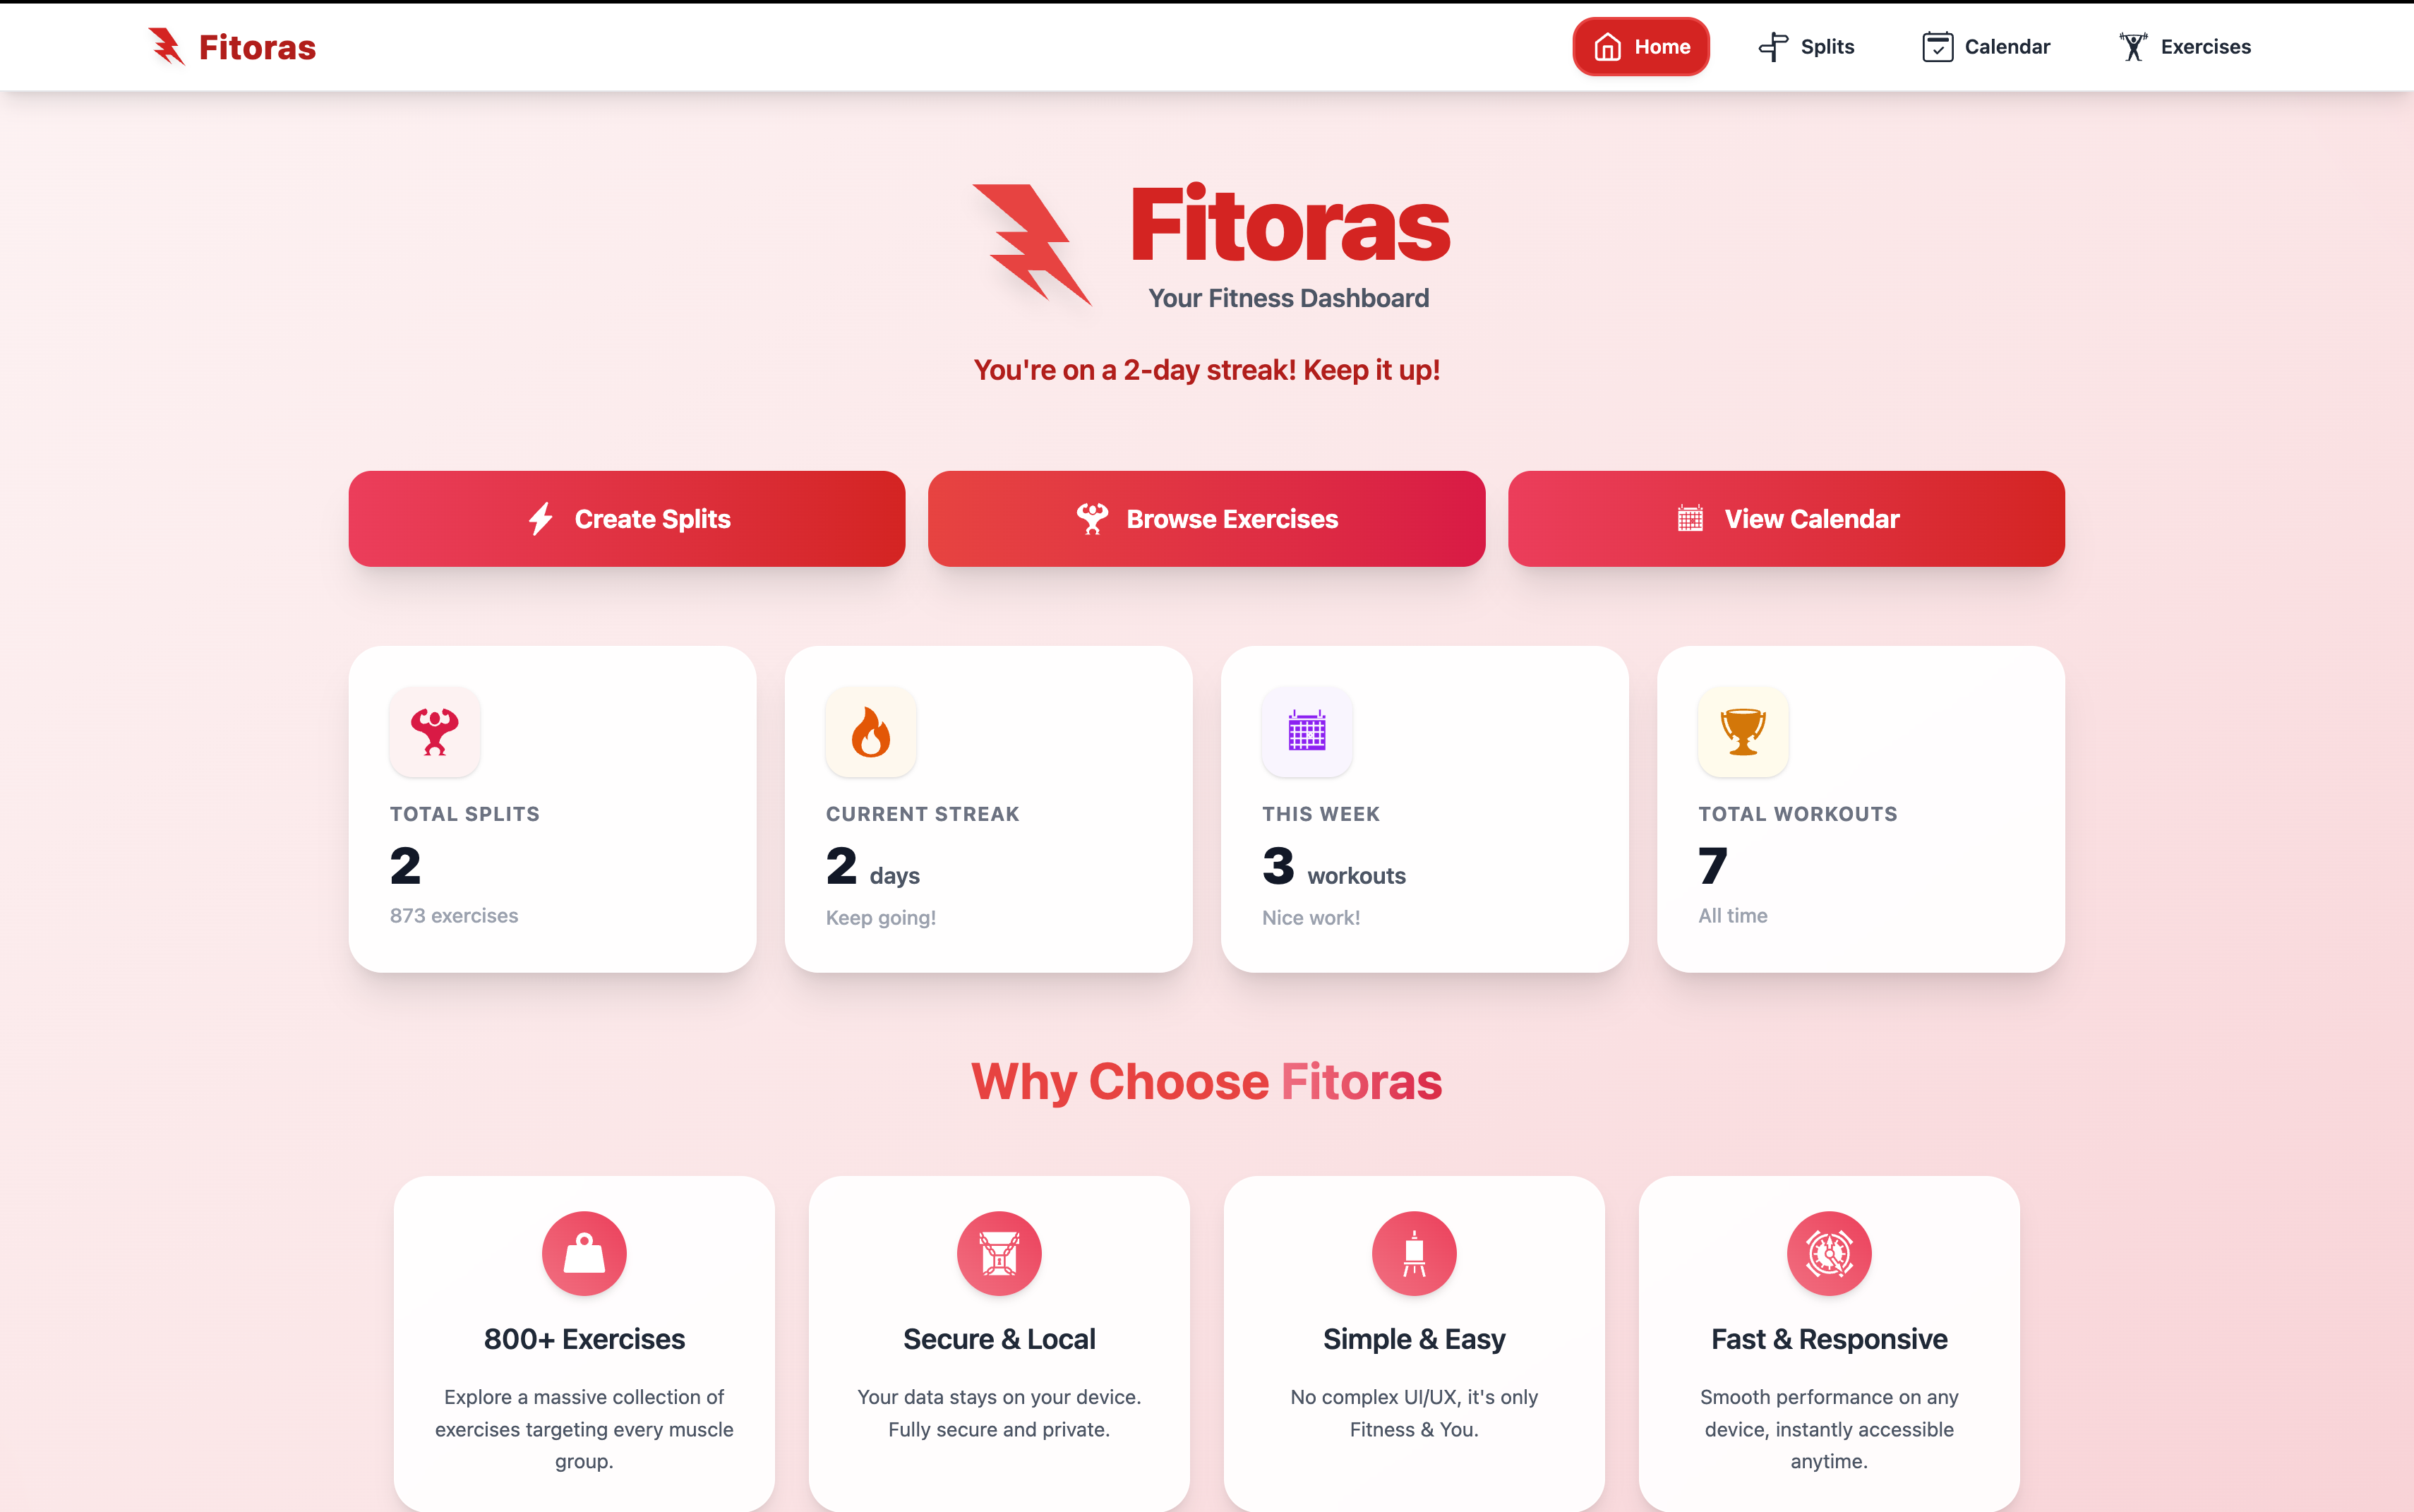 Fitoras
Home
Splits
Calendar
Exercises
Fitoras
Your Fitness Dashboard
You're on a 2-day streak! Keep it up!
Create Splits
Browse Exercises
View Calendar
TOTAL SPLITS
2
873 exercises
CURRENT STREAK
2 days
Keep going!
THIS WEEK
3 workouts
Nice work!
TOTAL WORKOUTS
7
All time
Why Choose Fitoras
800+ Exercises
Explore a massive collection of
exercises targeting every muscle
group.
Secure & Local
Your data stays on your device.
Fully secure and private.
Simple & Easy
No complex UI/UX, it's only
Fitness & You.
Fast & Responsive
Smooth performance on any
device, instantly accessible
anytime.